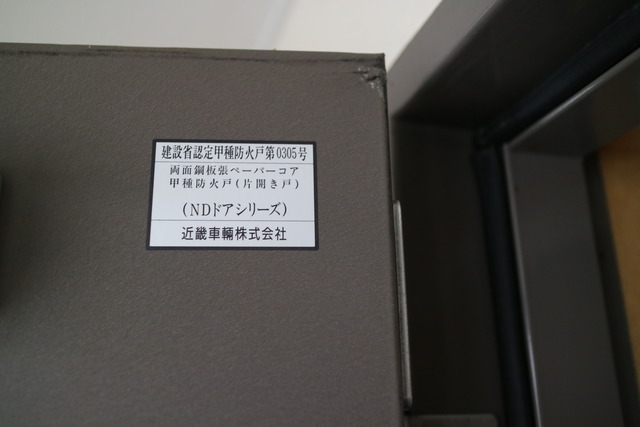 建設省認定甲種防火戸第0305号
両面鋼板張ペーパーコア
甲種防火戸(片開き戸)
(NDドアシリーズ)
近畿車輛株式会社